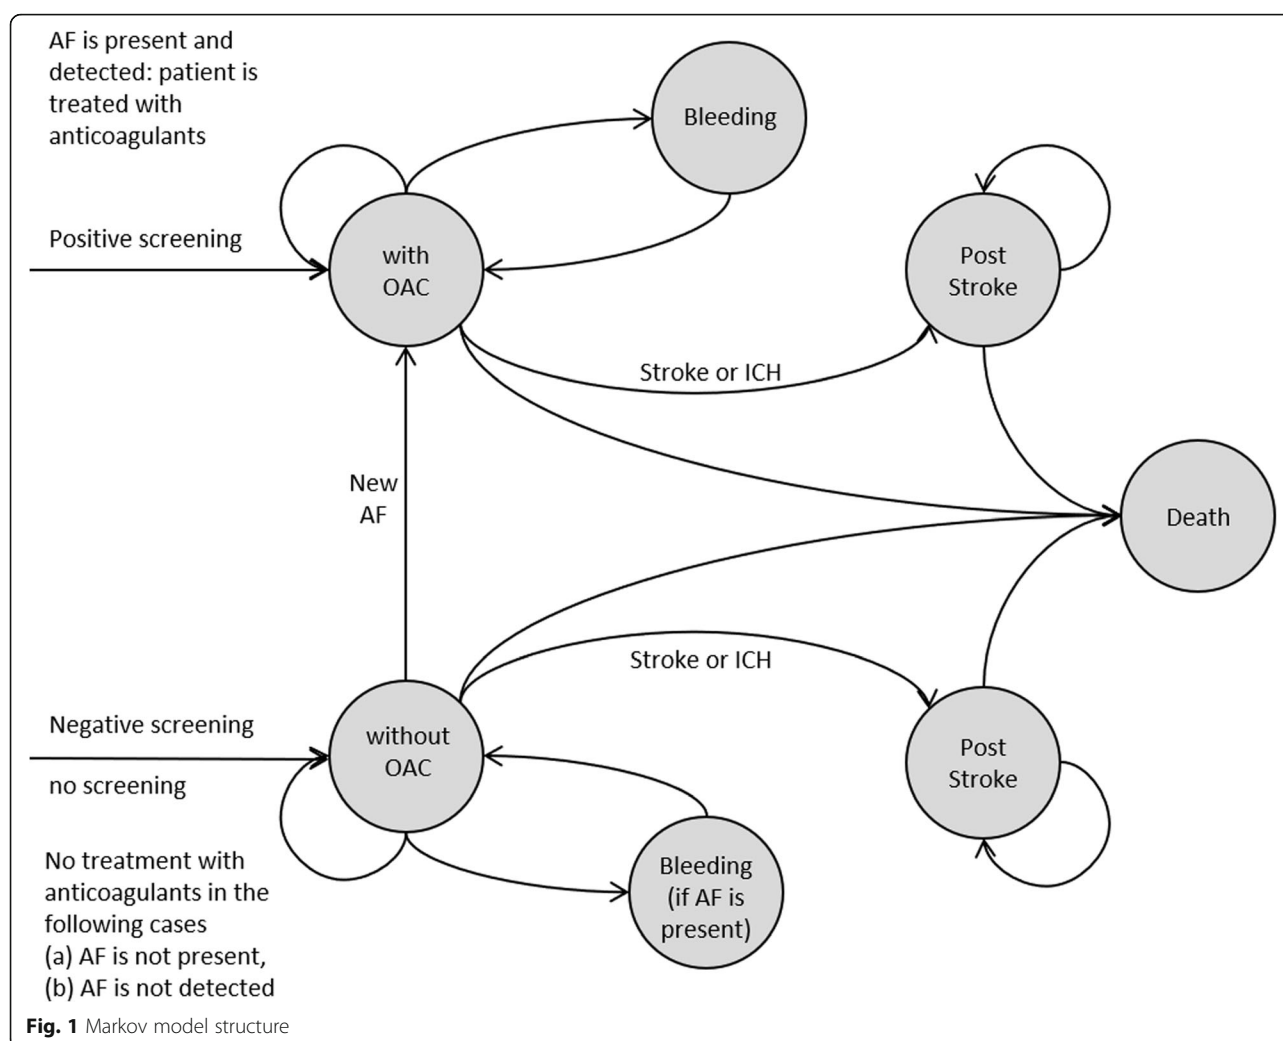 AF is present and
detected: patient is
treated with
anticoagulants
Bleeding
Positive screening
with
OAC
Post
Stroke
Stroke or ICH
New
AF
Death
Stroke or ICH
Negative screening
no screening
without
OAC
Post
Stroke
Bleeding
(if AF is
present)
No treatment with
anticoagulants in the
following cases
(a) AF is not present,
(b) AF is not detected
Fig. 1 Markov model structure